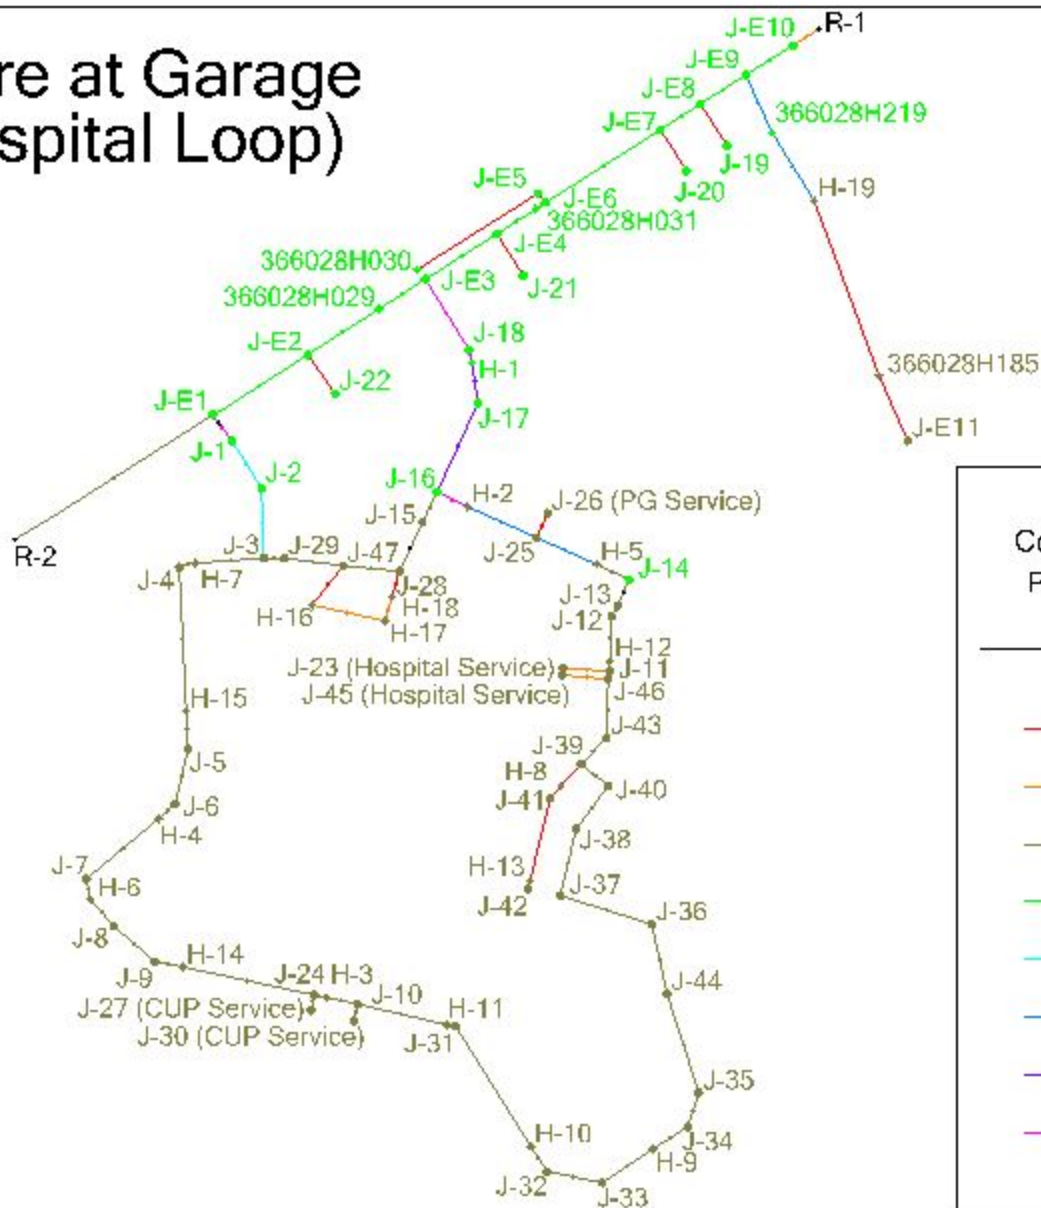 re at Garage
spital Loop)
J-E10
R-1
J-E9
J-E8
366028H219
J-E7
J-19
H-19
J-20
J-E5
J-E6
366028H031
J-E4
366028H030
J-E3
J-21
366028H029
J-E2
J-18
H-1
366028H185
J-22
J-E1
J-17
J-E11
J-1
J-2
J-16
H-2
J-26 (PG Service)
J-15
R-2
J-3
J-29
J-47
J-25
H-5
J-14
J-4
H-7
J-28
J-13
H-16
H-18
J-12
H-17
H-12
J-23 (Hospital Service)
J-11
J-45 (Hospital Service)
J-46
H-15
J-43
J-39
J-5
H-8
J-40
J-41
J-6
H-4
J-38
J-7
H-13
J-37
H-6
J-42
J-36
J-8
H-14
J-9
J-24
H-3
J-10
J-44
J-27 (CUP Service)
H-11
J-30 (CUP Service)
J-31
J-35
H-10
J-34
H-9
J-32
J-33
Co
P